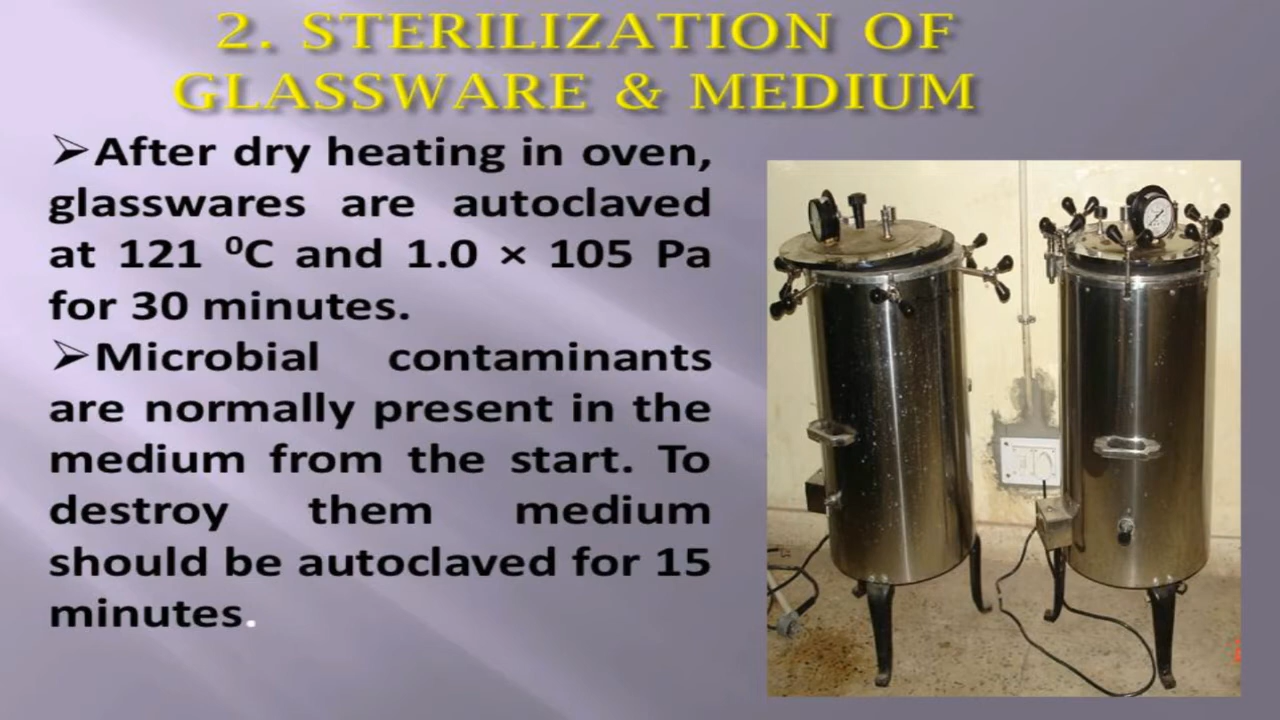 2. STERILIZATION OF
GLASSWARE & MEDIUM
➢After dry heating in oven,
glasswares are autoclaved
at 121 ⁰C and 1.0 × 105 Pa
for 30 minutes.
➢Microbial contaminants
are normally present in the
medium from the start. To
destroy them medium
should be autoclaved for 15
minutes.